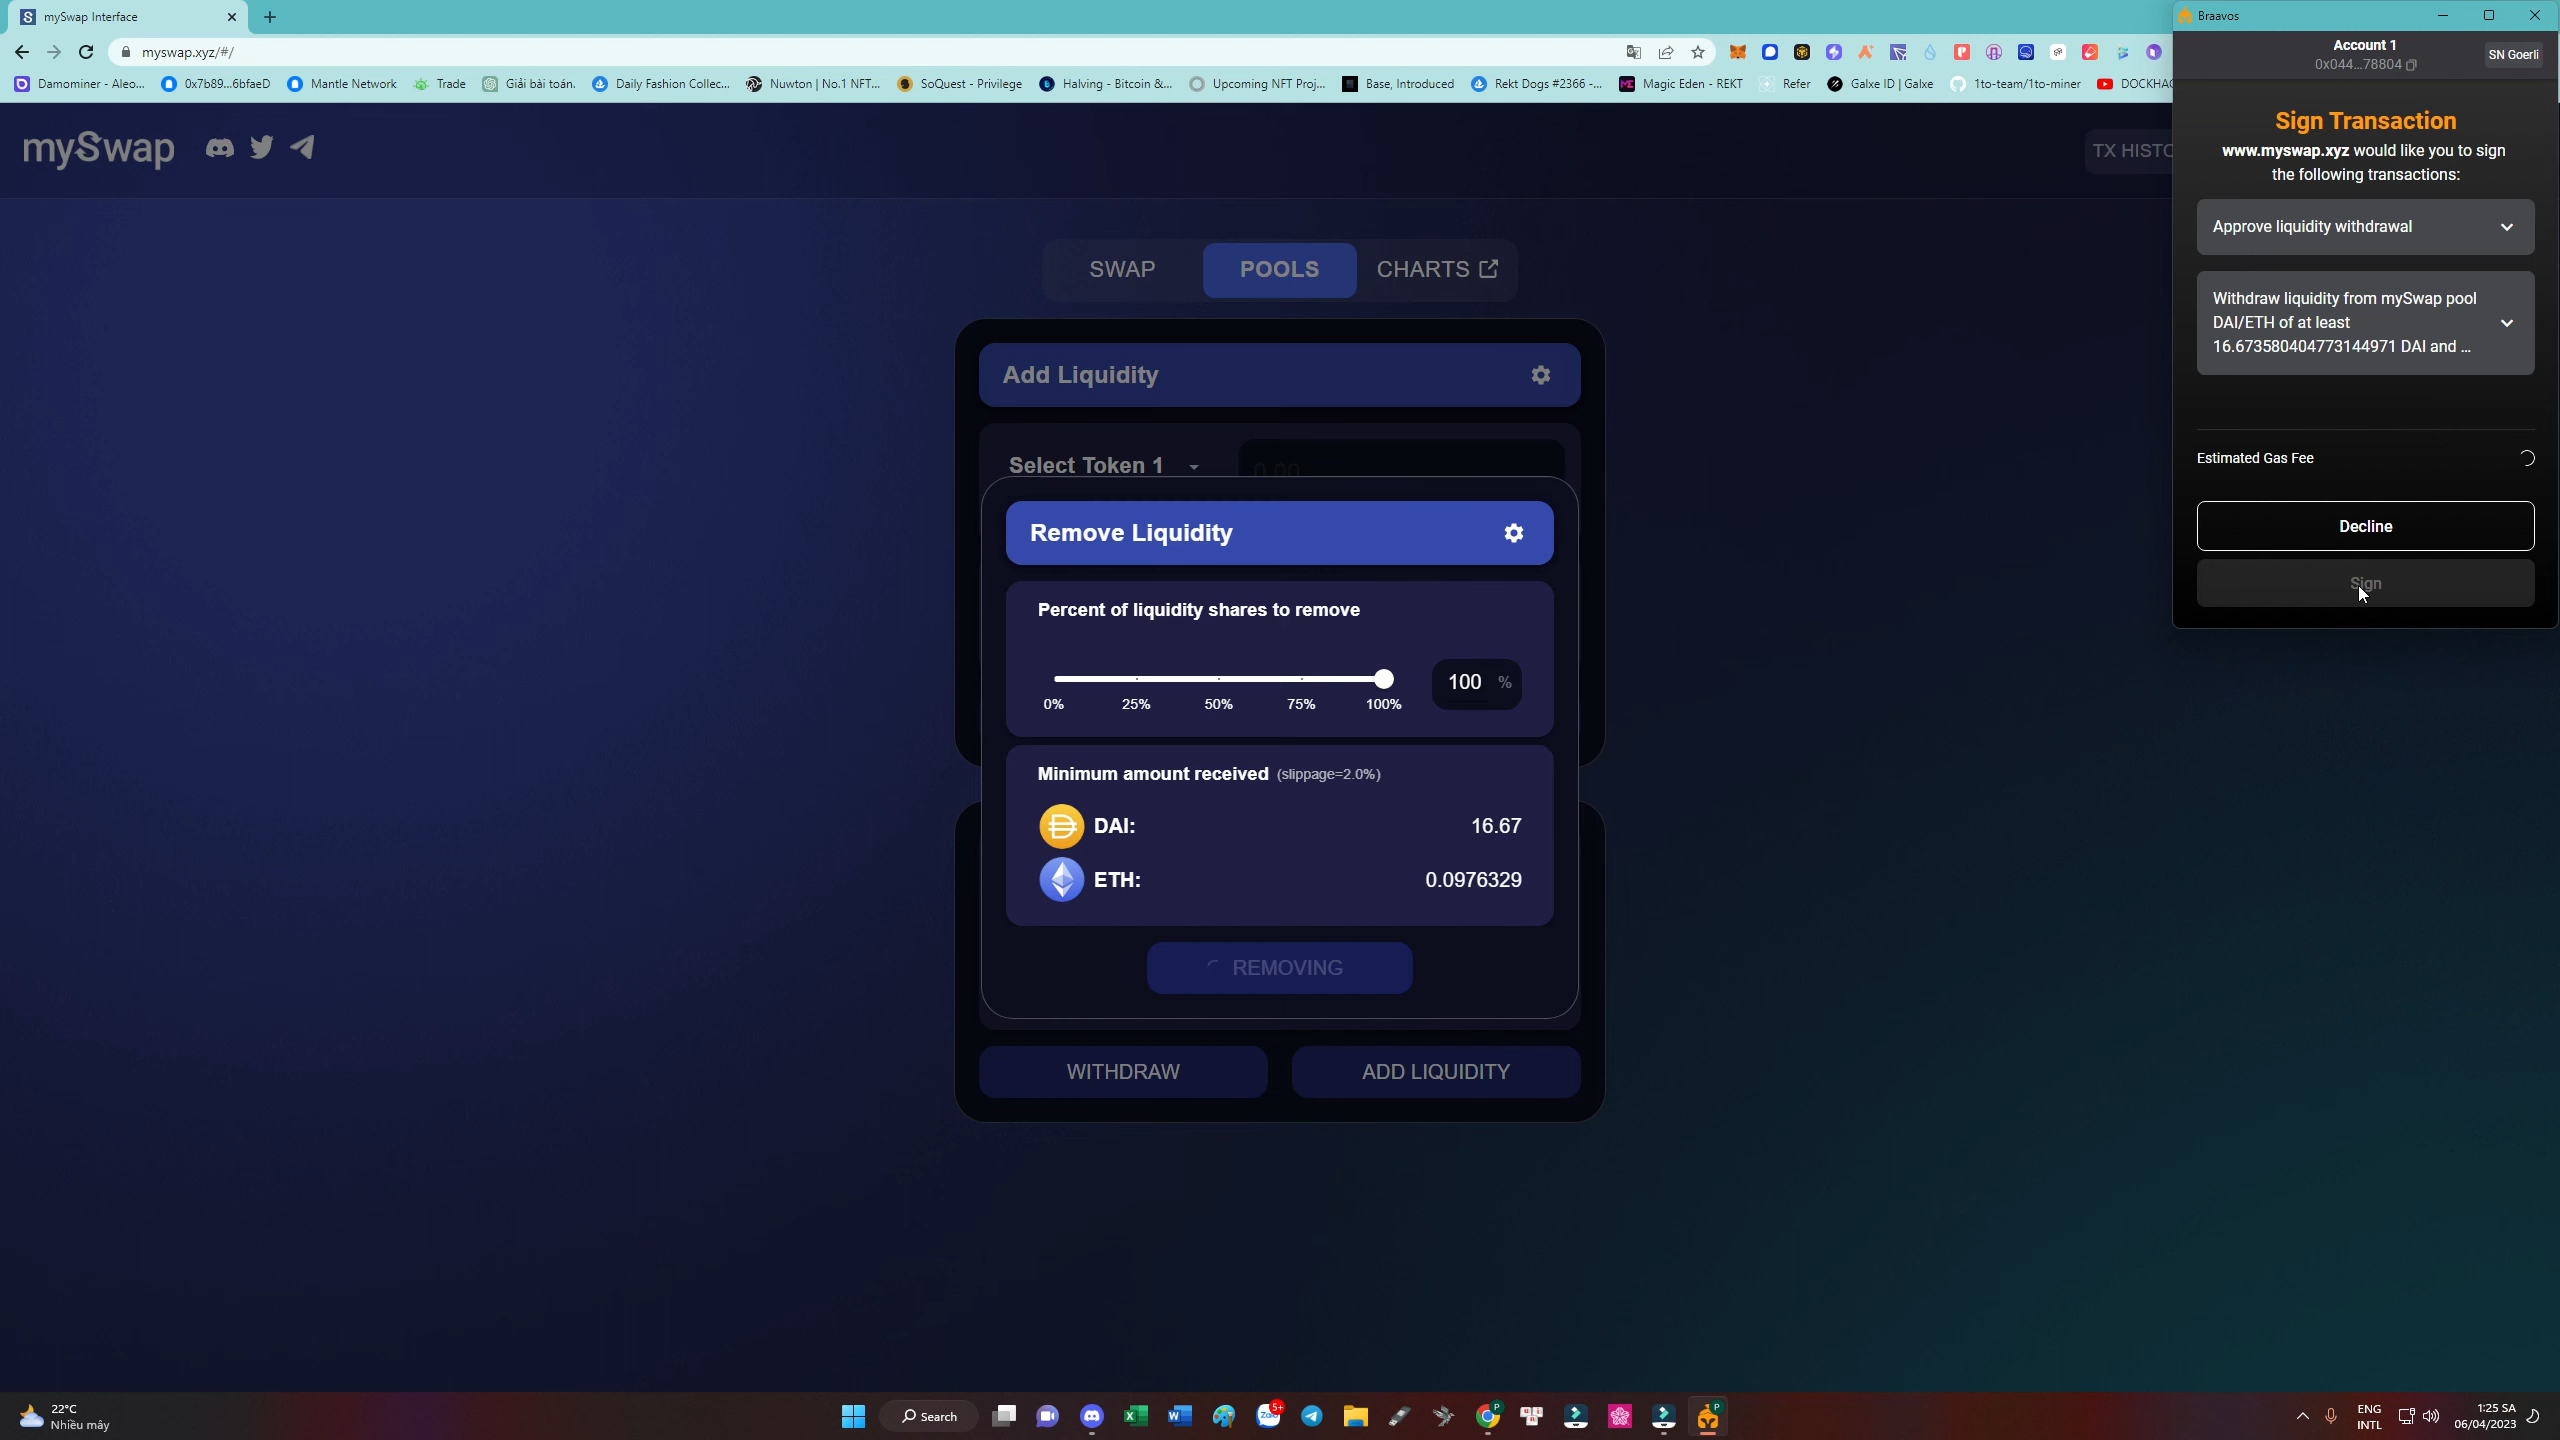 mySwap Interface
Braavos
myswap.xyz/#/
Account 1
0x044...78804
SN Goerli
Damominer - Aleo...
0x7b89...6bfaeD
Mantle Network
Trade
Giải bài toán.
Daily Fashion Collec...
Nuwton | No.1 NFT...
SoQuest - Privilege
Halving - Bitcoin &...
Upcoming NFT Proj...
Base, Introduced
Rekt Dogs #2366 -...
Magic Eden - REKT
Refer
Galxe ID | Galxe
1to-team/1to-miner
DOCKHAC
mySwap
TX HISTO
Sign Transaction
www.myswap.xyz would like you to sign
the following transactions:
Approve liquidity withdrawal
Withdraw liquidity from mySwap pool
DAI/ETH of at least
16.673580404773144971 DAI and ...
Estimated Gas Fee
Decline
Sign
SWAP
POOLS
CHARTS
Add Liquidity
Select Token 1
0.00
Remove Liquidity
Percent of liquidity shares to remove
100 %
0%
25%
50%
75%
100%
Minimum amount received (slippage=2.0%)
DAI:
16.67
ETH:
0.0976329
REMOVING
WITHDRAW
ADD LIQUIDITY
22°C
Nhiều mây
Search
5+
Zalo
ENG
INTL
1:25 SA
06/04/2023